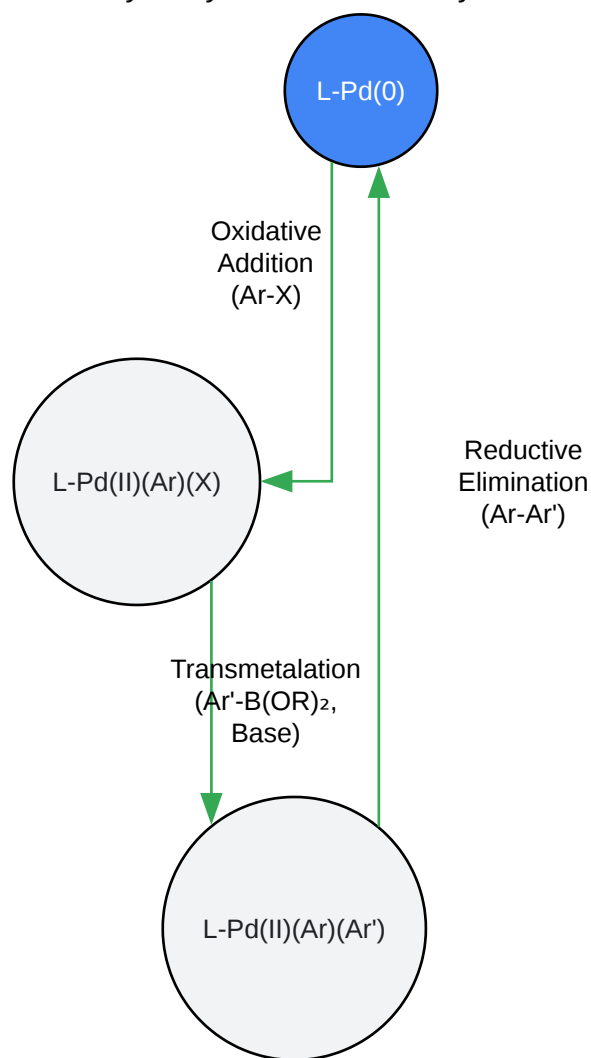 L-Pd(0)
Oxidative
Addition
(Ar-X)
L-Pd(II)(Ar)(X)
Reductive
Elimination
(Ar-Ar')
Transmetalation
(Ar'-B(OR)₂,
Base)
L-Pd(II)(Ar)(Ar')